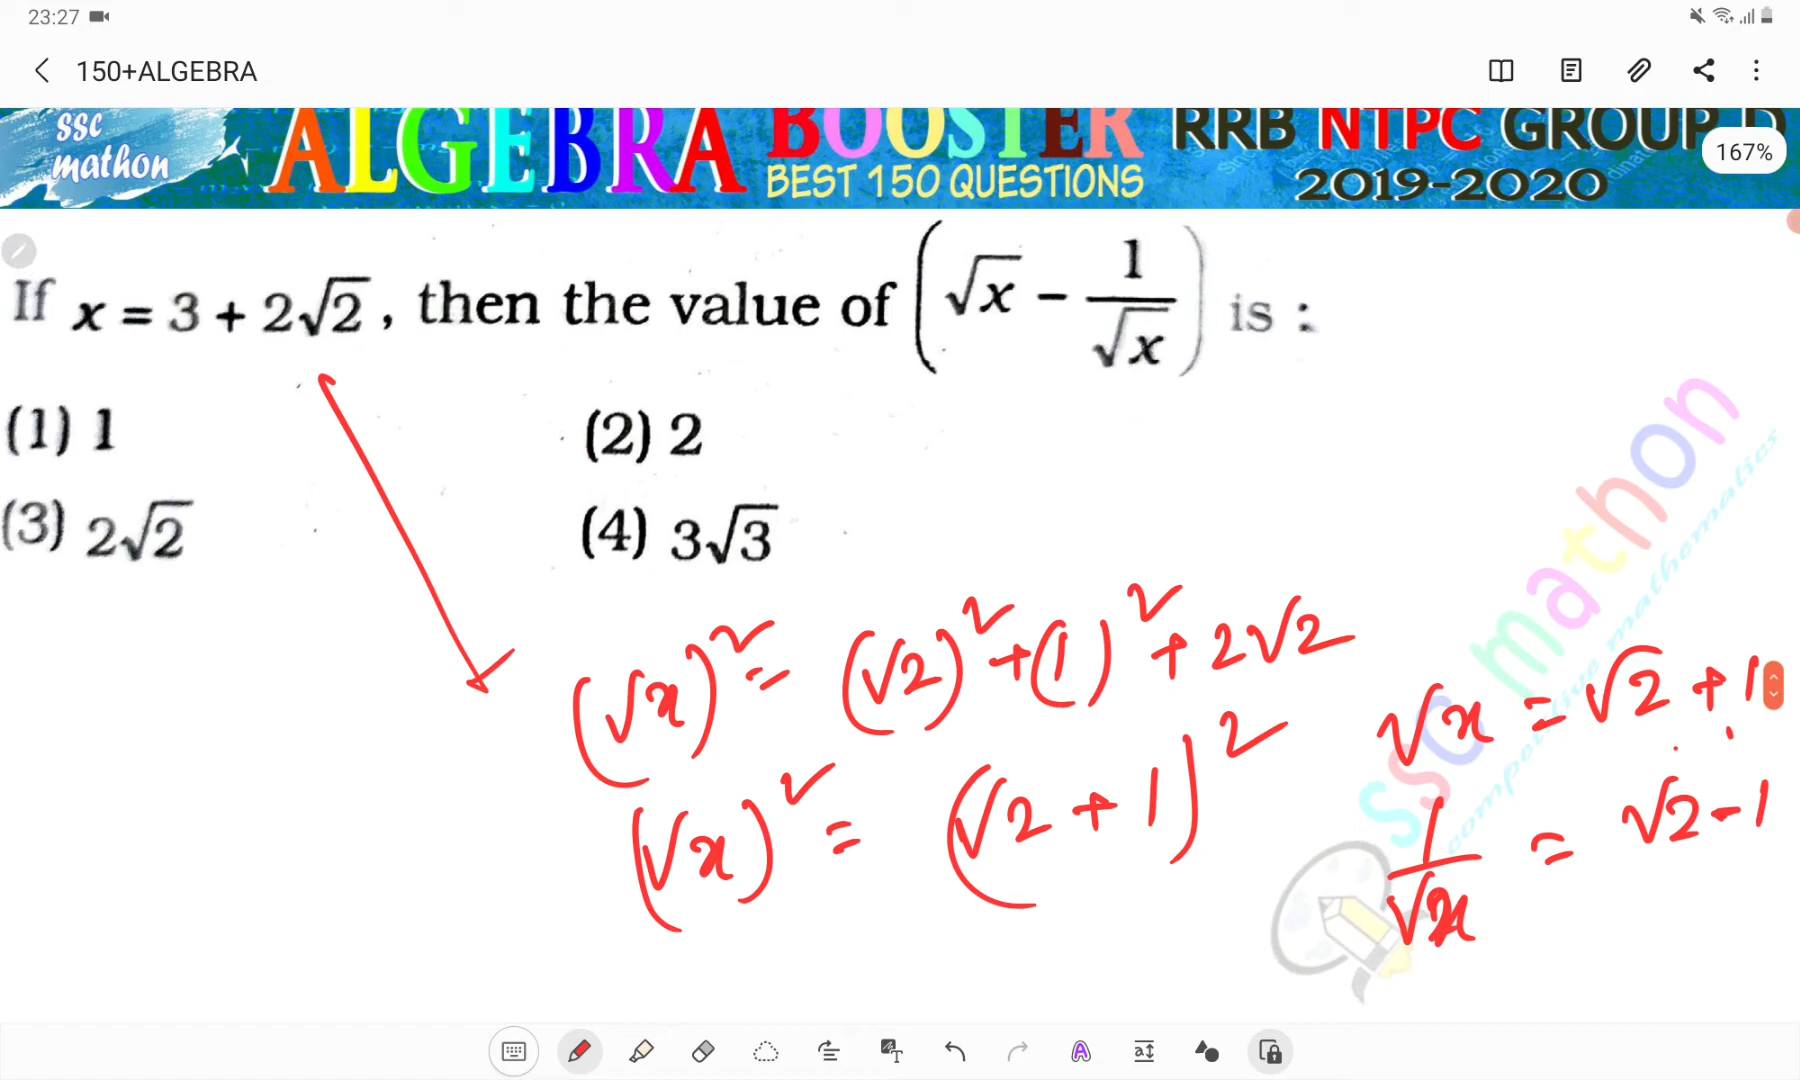 23:27
150+ALGEBRA
ssc mathon ALGEBRA BOOSTER RRB NTPC GROUP D
BEST 150 QUESTIONS 2019-2020
167%
If x = 3 + 2√2, then the value of (√x − 1/√x) is :
(1) 1 (2) 2
(3) 2√2 (4) 3√3
(√x)² = (√2)² + (1)² + 2√2
(√x)² = (√2 + 1)²
√x = √2 + 1
1/√x = √2 - 1
ssc mathon
competitive mathematics